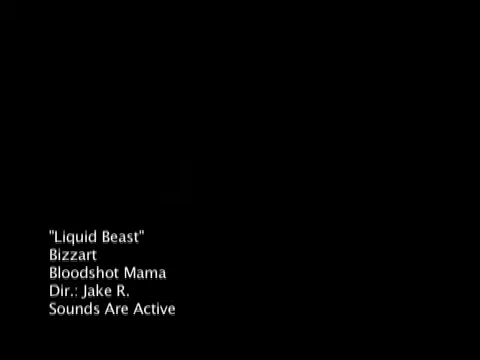 "Liquid Beast"
Bizzart
Bloodshot Mama
Dir.: Jake R.
Sounds Are Active